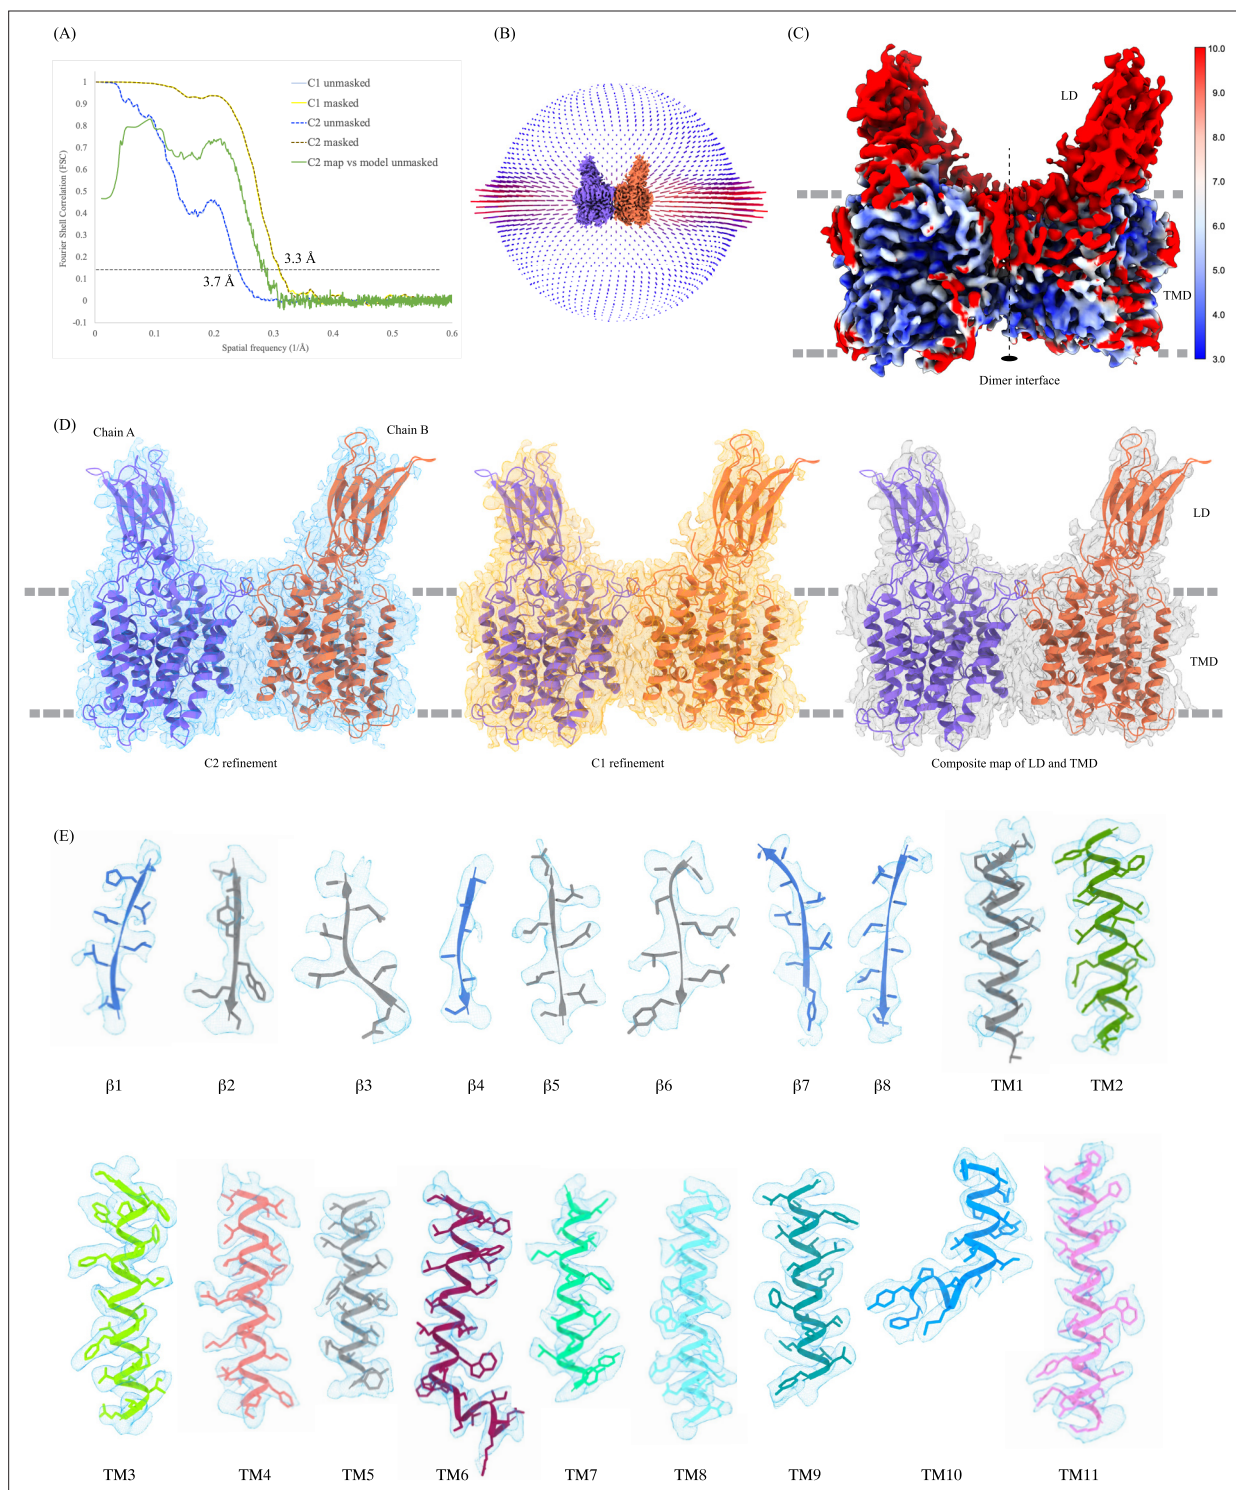 (A)
C1 unmasked
C1 masked
C2 unmasked
C2 masked
C2 map vs model unmasked
Fourier Shell Correlation (FSC)
1
0.9
0.8
0.7
0.6
0.5
0.4
0.3
0.2
0.1
0
-0.1
3.3 Å
3.7 Å
0
0.1
0.2
0.3
0.4
0.5
0.6
Spatial frequency (1/Å)
(B)
(C)
LD
TMD
Dimer interface
10.0
9.0
8.0
7.0
6.0
5.0
4.0
3.0
(D)
Chain A
Chain B
LD
TMD
C2 refinement
C1 refinement
Composite map of LD and TMD
(E)
β1
β2
β3
β4
β5
β6
β7
β8
TM1
TM2
TM3
TM4
TM5
TM6
TM7
TM8
TM9
TM10
TM11